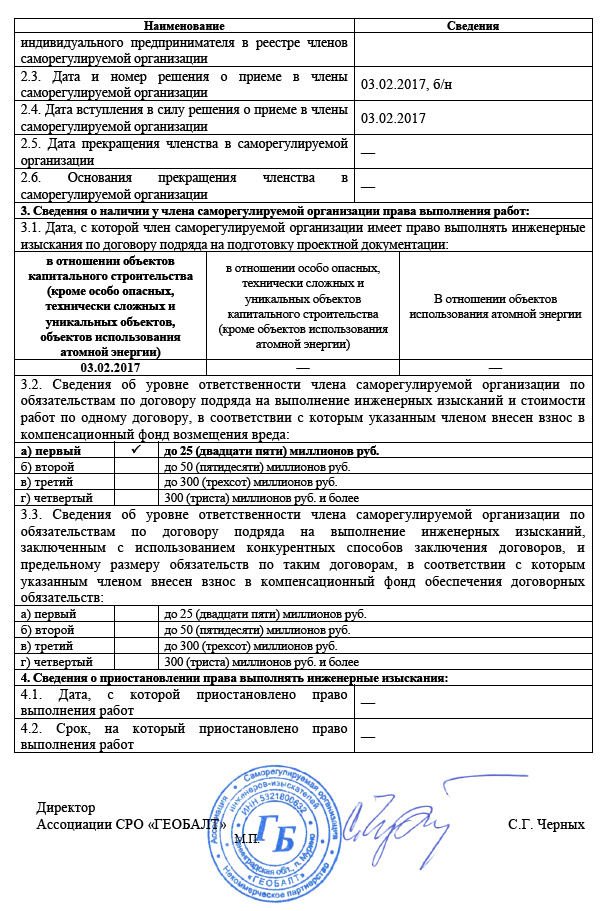 Наименование
Сведения
индивидуального предпринимателя в реестре членов
саморегулируемой организации
2.3. Дата и номер решения о приеме в члены
саморегулируемой организации
03.02.2017, б/н
2.4. Дата вступления в силу решения о приеме в члены
саморегулируемой организации
03.02.2017
2.5. Дата прекращения членства в саморегулируемой
организации
—
2.6. Основания прекращения членства в
саморегулируемой организации
—
3. Сведения о наличии у члена саморегулируемой организации права выполнения работ:
3.1. Дата, с которой член саморегулируемой организации имеет право выполнять инженерные
изыскания по договору подряда на подготовку проектной документации:
в отношении объектов
капитального строительства
(кроме особо опасных,
технически сложных и
уникальных объектов,
объектов использования
атомной энергии)
в отношении особо опасных,
технически сложных и
уникальных объектов
капитального строительства
(кроме объектов использования
атомной энергии)
В отношении объектов
использования атомной энергии
03.02.2017
—
—
3.2. Сведения об уровне ответственности члена саморегулируемой организации по
обязательствам по договору подряда на выполнение инженерных изысканий и стоимости
работ по одному договору, в соответствии с которым указанным членом внесен взнос в
компенсационный фонд возмещения вреда:
а) первый ✓ до 25 (двадцати пяти) миллионов руб.
б) второй до 50 (пятидесяти) миллионов руб.
в) третий до 300 (трехсот) миллионов руб.
г) четвертый 300 (триста) миллионов руб. и более
3.3. Сведения об уровне ответственности члена саморегулируемой организации по
обязательствам по договору подряда на выполнение инженерных изысканий,
заключенным с использованием конкурентных способов заключения договоров, и
предельному размеру обязательств по таким договорам, в соответствии с которым
указанным членом внесен взнос в компенсационный фонд обеспечения договорных
обязательств:
а) первый до 25 (двадцати пяти) миллионов руб.
б) второй до 50 (пятидесяти) миллионов руб.
в) третий до 300 (трехсот) миллионов руб.
г) четвертый 300 (триста) миллионов руб. и более
4. Сведения о приостановлении права выполнять инженерные изыскания:
4.1. Дата, с которой приостановлено право
выполнения работ
—
4.2. Срок, на который приостановлено право
выполнения работ
—
Директор
Ассоциации СРО «ГЕОБАЛТ»
М.П.
С.Г. Черных
Ассоциация • Саморегулируемая организация
Некоммерческое партнерство
инженеров-изыскателей
«ГЕОБАЛТ»
Ленинградская обл., п. Мурино
ИНН 5321800632
ГБ